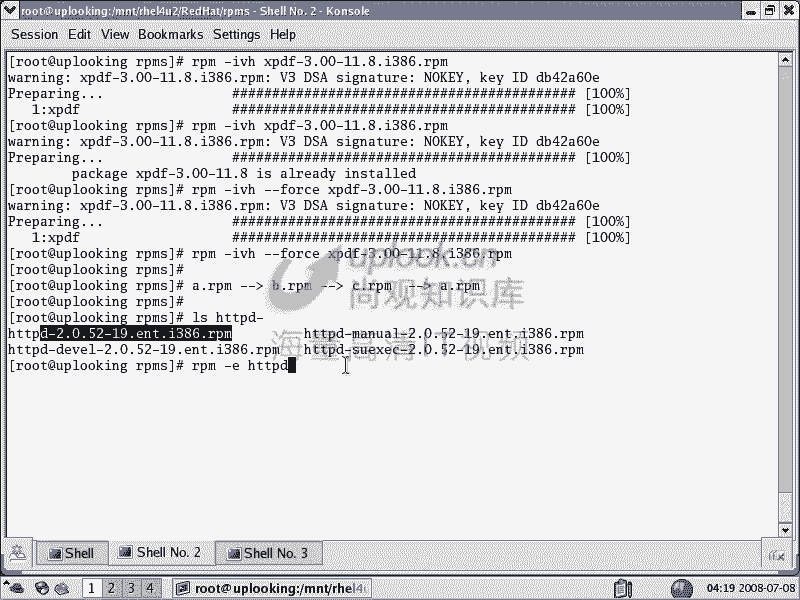 root@uplooking:/mnt/rhel4u2/RedHat/rpms - Shell No. 2 - Konsole
Session Edit View Bookmarks Settings Help
[root@uplooking rpms]# rpm -ivh xpdf-3.00-11.8.i386.rpm
warning: xpdf-3.00-11.8.i386.rpm: V3 DSA signature: NOKEY, key ID db42a60e
Preparing... ########################################### [100%]
1:xpdf ########################################### [100%]
[root@uplooking rpms]# rpm -ivh xpdf-3.00-11.8.i386.rpm
warning: xpdf-3.00-11.8.i386.rpm: V3 DSA signature: NOKEY, key ID db42a60e
Preparing... ########################################### [100%]
package xpdf-3.00-11.8 is already installed
[root@uplooking rpms]# rpm -ivh --force xpdf-3.00-11.8.i386.rpm
warning: xpdf-3.00-11.8.i386.rpm: V3 DSA signature: NOKEY, key ID db42a60e
Preparing... ########################################### [100%]
1:xpdf ########################################### [100%]
[root@uplooking rpms]# rpm -ivh --force xpdf-3.00-11.8.i386.rpm
[root@uplooking rpms]#
[root@uplooking rpms]# a.rpm --> b.rpm --> c.rpm --> a.rpm
[root@uplooking rpms]#
[root@uplooking rpms]# ls httpd-
httpd-2.0.52-19.ent.i386.rpm httpd-manual-2.0.52-19.ent.i386.rpm
httpd-devel-2.0.52-19.ent.i386.rpm httpd-suexec-2.0.52-19.ent.i386.rpm
[root@uplooking rpms]# rpm -e httpd
uplook.cn
尚观知识库
海量高清IT视频
Shell Shell No. 2 Shell No. 3
1 2 3 4 root@uplooking:/mnt/rhel4u 04:19 2008-07-08